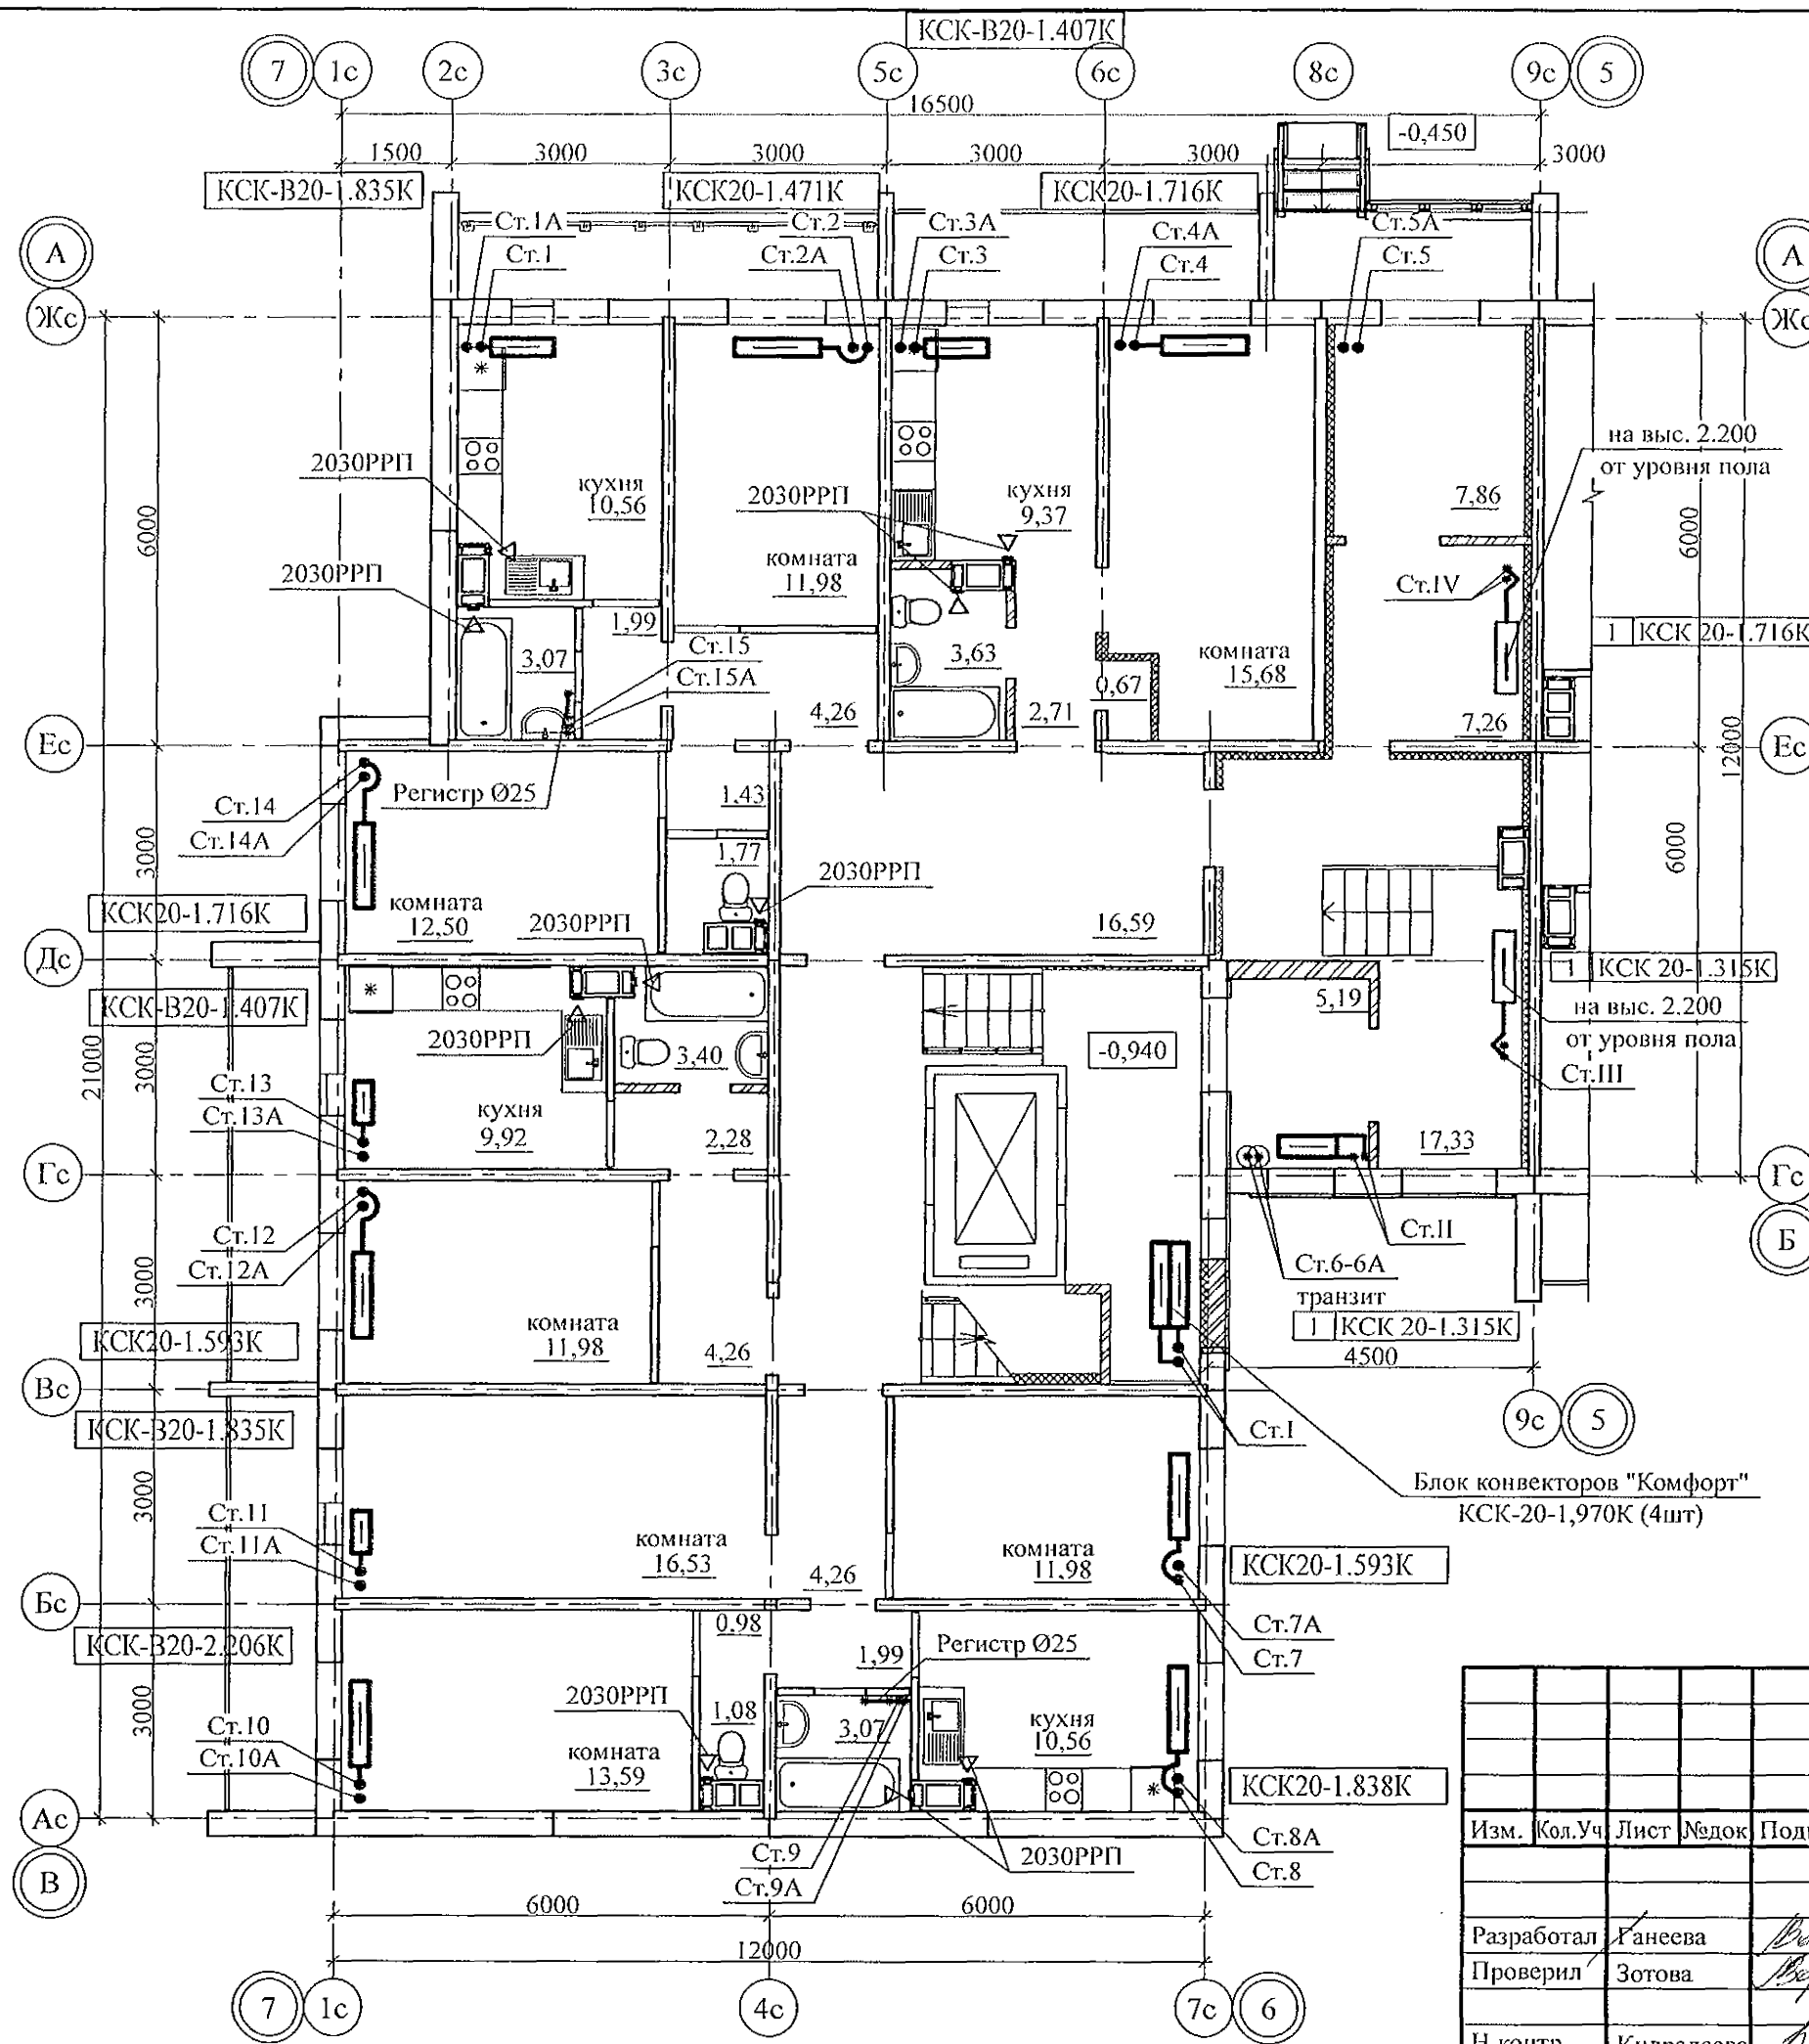 КСК-В20-1.407К
7 1с 2с 3с 5с 6с 8с 9с 5
16500
-0,450
1500 3000 3000 3000 3000 3000
КСК-В20-1.835К КСК20-1.471К КСК20-1.716К
Ст.1А Ст.2 Ст.3А Ст.4А Ст.5А
Ст.1 Ст.2А Ст.3 Ст.4 Ст.5
А А
Жс Жс
на выс. 2.200
от уровня пола
2030РРП
кухня
10,56
2030РРП
кухня
9,37
7,86
6000
6000
2030РРП
комната
11,98
Ст.IV
1,99
1 КСК 20-1.716К
3,07
Ст.15
Ст.15А
3,63
0,67
комната
15,68
4,26
2,71
7,26
12000
Ес Ес
Регистр Ø25
Ст.14
Ст.14А
1,43
3000
1,77
2030РРП
6000
КСК20-1.716К
комната
12,50
2030РРП
16,59
Дс
1 КСК 20-1.315К
КСК-В20-1.407К
5,19
на выс. 2.200
от уровня пола
2030РРП
3,40
-0,940
21000
3000
Ст.III
Ст.13
Ст.13А
кухня
9,92
2,28
17,33
Гс Гс
Ст.12
Ст.12А
Ст.II
Б
Ст.6-6А
транзит
3000
1 КСК 20-1.315К
КСК20-1.593К
комната
11,98
4,26
4500
Вс
КСК-В20-1.835К
9с 5
Ст.I
Блок конвекторов "Комфорт"
КСК-20-1,970К (4шт)
3000
Ст.11
Ст.11А
комната
16,53
комната
11,98
КСК20-1.593К
4,26
Бс
КСК-В20-2.206К
0,98
Ст.7А
Ст.7
1,99
Регистр Ø25
2030РРП
1,08
3,07
кухня
10,56
3000
Ст.10
Ст.10А
комната
13,59
КСК20-1.838К
Ас
Изм. Кол.Уч Лист №док
Ст.9
Ст.9А
2030РРП
Ст.8А
Ст.8
В
6000 6000
12000
Разработал Ганеева
Проверил Зотова
7 1с 4с 7с 6